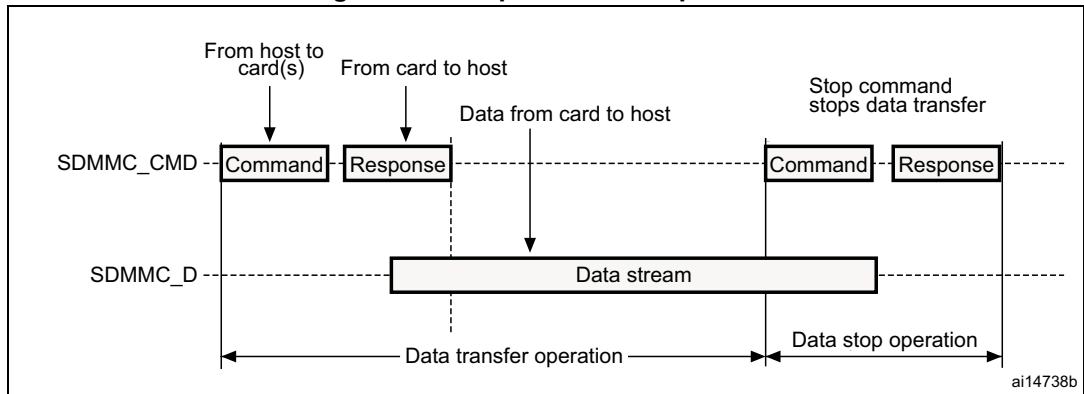 From host to
card(s)
From card to host
Data from card to host
Stop command
stops data transfer
SDMMC_CMD
Command
Response
Command
Response
SDMMC_D
Data stream
Data transfer operation
Data stop operation
ai14738b